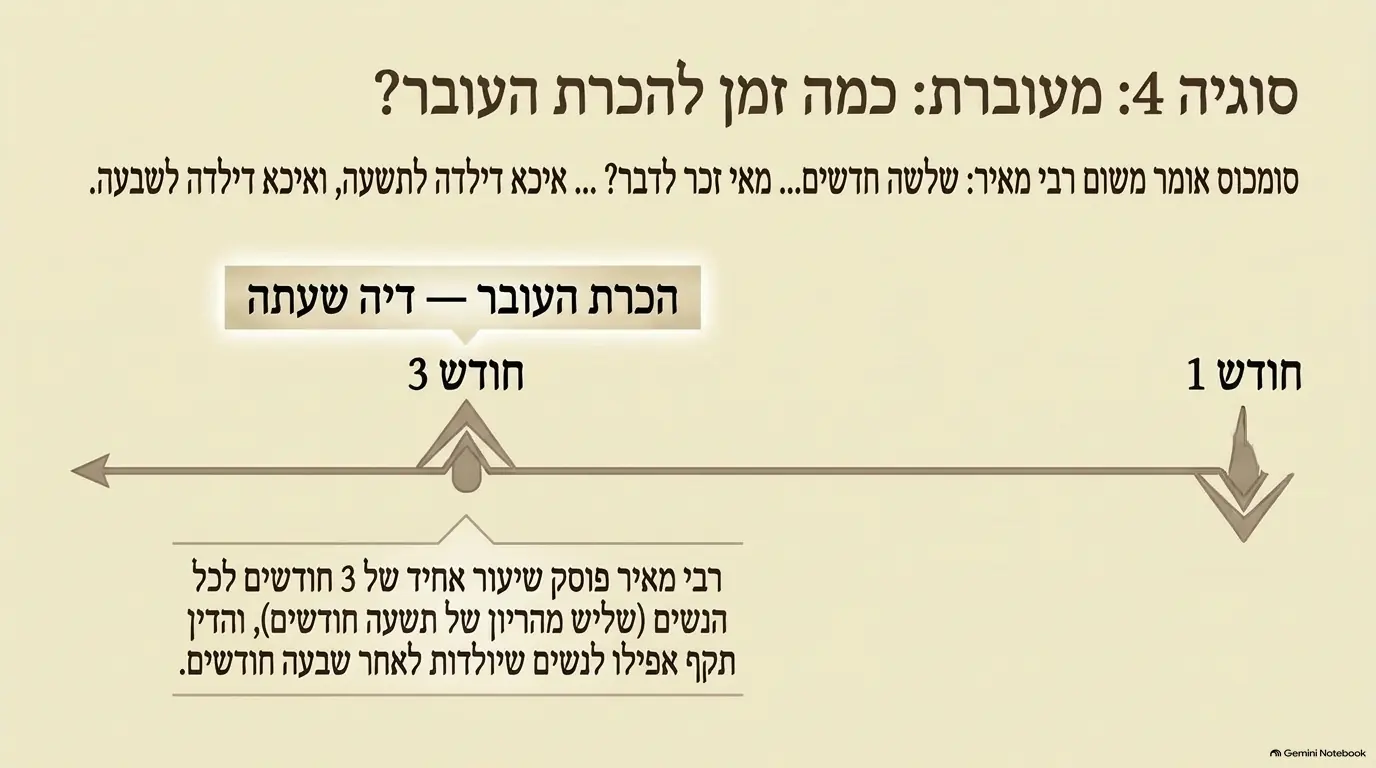 סוגיה 4: מעוברת: כמה זמן להכרת העובר?
סומכוס אומר משום רבי מאיר: שלשה חדשים... מאי זכר לדבר? ... איכא דילדה לתשעה, ואיכא דילדה לשבעה.
הכרת העובר — דיה שעתה
חודש 1
חודש 3
רבי מאיר פוסק שיעור אחיד של 3 חודשים לכל
הנשים (שליש מהריון של תשעה חודשים), והדין
תקף אפילו לנשים שיולדות לאחר שבעה חודשים.
Gemini Notebook